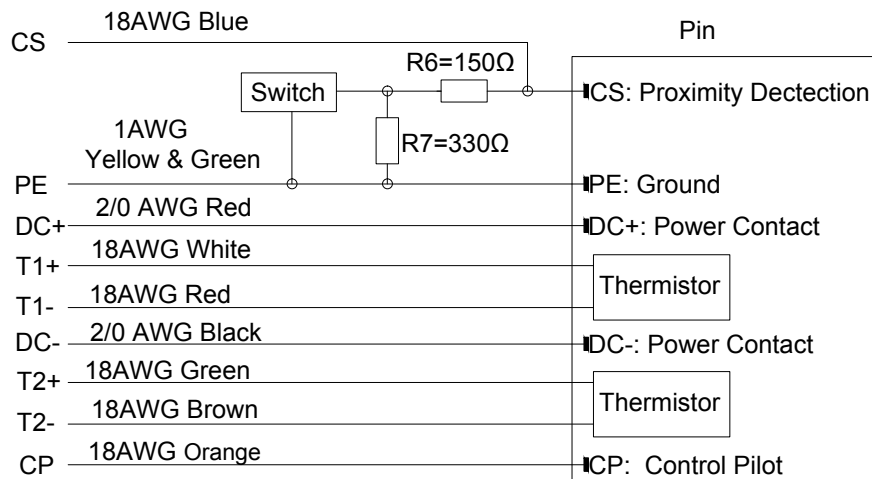 18AWG Blue
CS
Pin
R6=150Ω
Switch
CS: Proximity Dectection
1AWG
Yellow & Green
R7=330Ω
PE
PE: Ground
2/0 AWG Red
DC+
DC+: Power Contact
18AWG White
T1+
Thermistor
18AWG Red
T1-
2/0 AWG Black
DC-
DC-: Power Contact
18AWG Green
T2+
Thermistor
18AWG Brown
T2-
18AWG Orange
CP
CP: Control Pilot